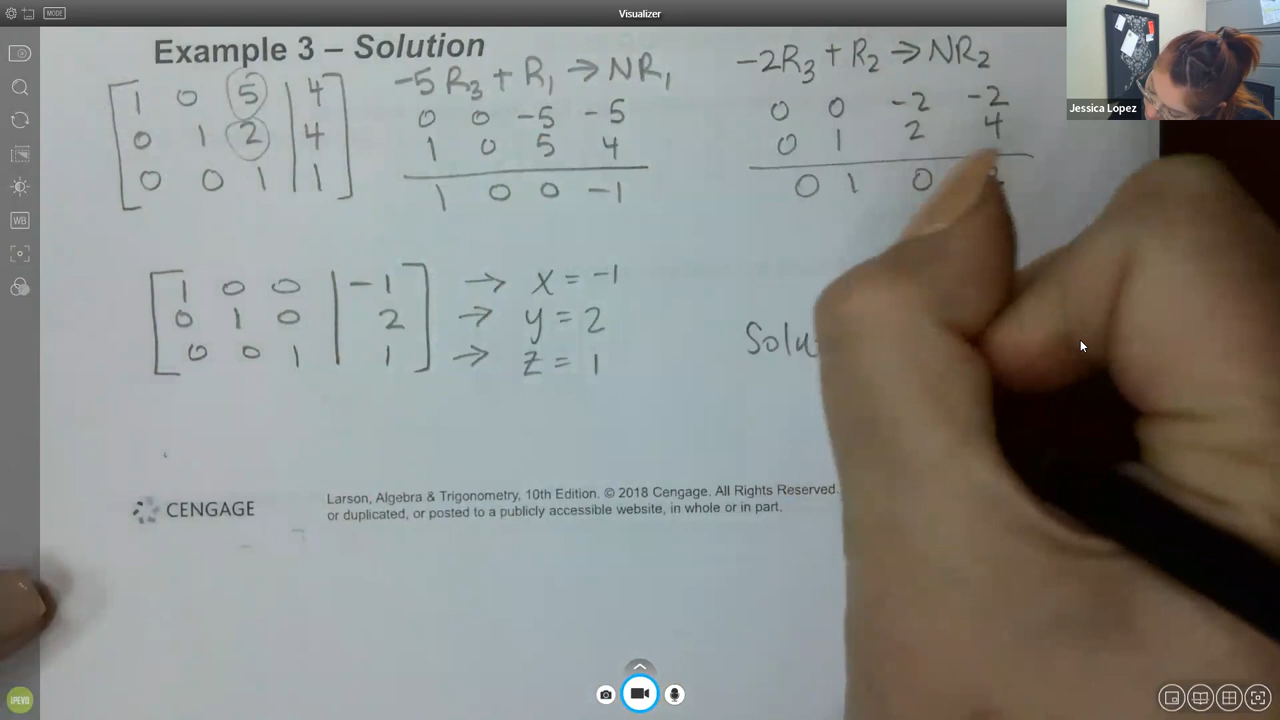 MODE
Visualizer
Example 3 – Solution
1 0 5 | 4
0 1 2 | 4
0 0 1 | 1
-5R₃ + R₁ → NR₁
0 0 -5 -5
1 0 5 4
1 0 0 -1
-2R₃ + R₂ → NR₂
0 0 -2 -2
0 1 2 4
0 1 0
Jessica Lopez
1 0 0 | -1 → x = -1
0 1 0 | 2 → y = 2
0 0 1 | 1 → z = 1
Solu
CENGAGE
Larson, Algebra & Trigonometry, 10th Edition. © 2018 Cengage. All Rights Reserved.
or duplicated, or posted to a publicly accessible website, in whole or in part.
WB
IPEVO